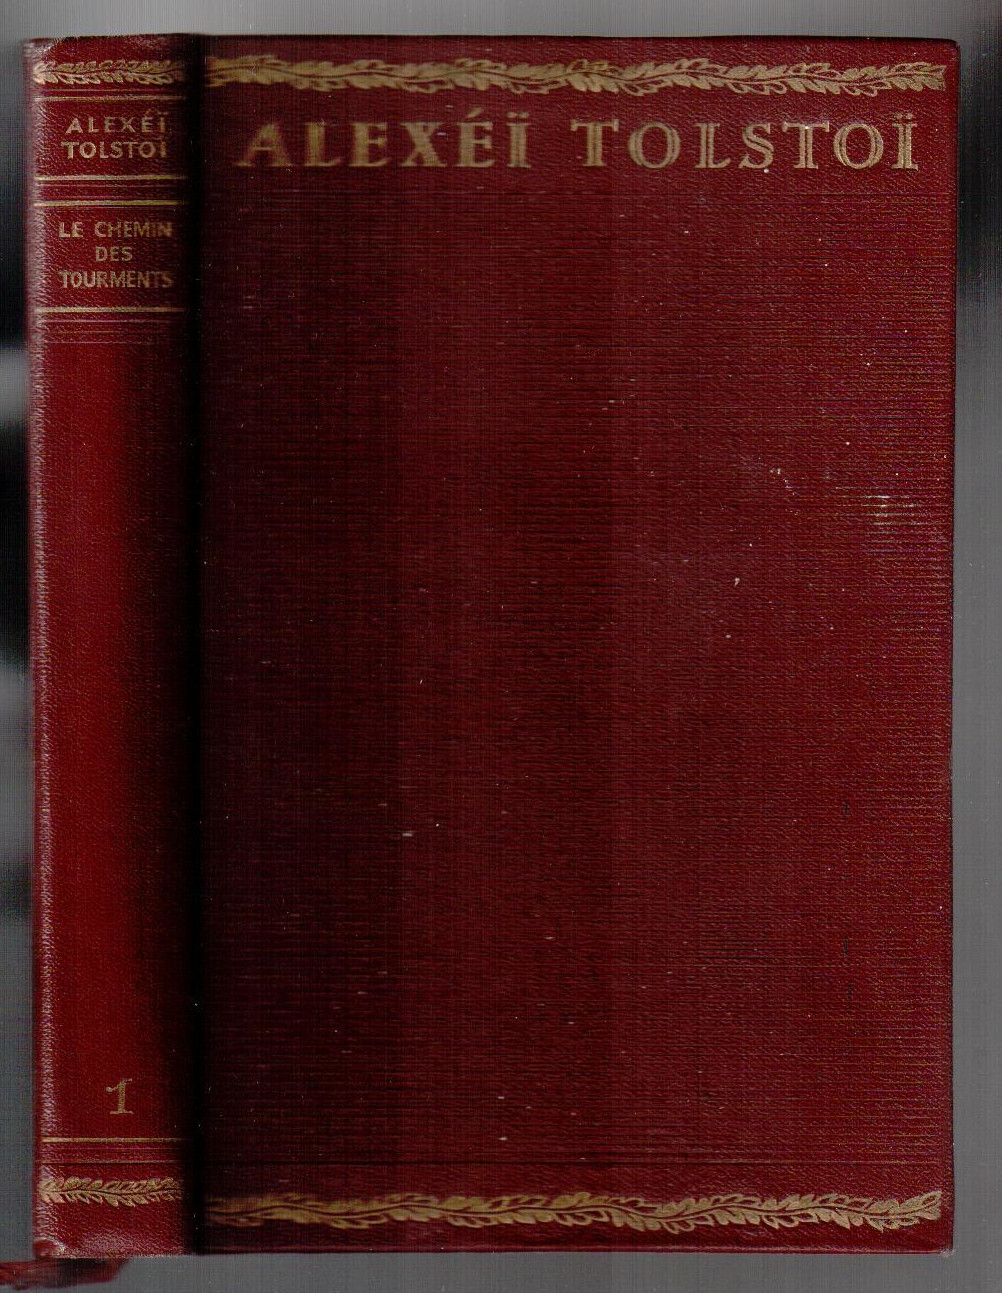 ALEXÉÏ
TOLSTOÏ
LE CHEMIN
DES
TOURMENTS
1
ALEXÉÏ TOLSTOÏ